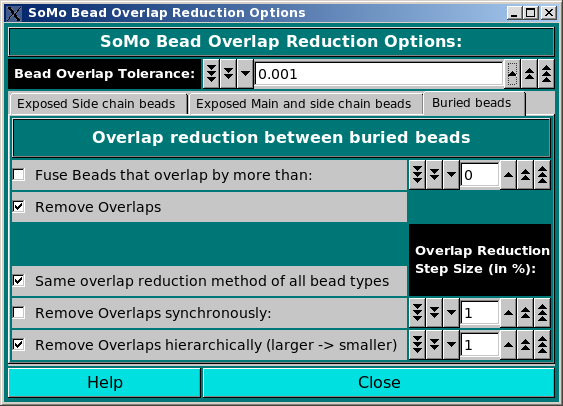 SoMo Bead Overlap Reduction Options
SoMo Bead Overlap Reduction Options:
Bead Overlap Tolerance: 0.001
Exposed Side chain beads Exposed Main and side chain beads Buried beads
Overlap reduction between buried beads
Fuse Beads that overlap by more than: 0
Remove Overlaps
Overlap Reduction
Step Size (in %):
Same overlap reduction method of all bead types
Remove Overlaps synchronously: 1
Remove Overlaps hierarchically (larger -> smaller) 1
Help Close